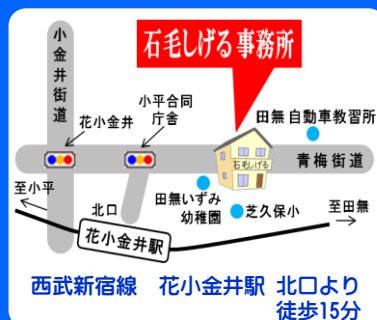 石毛しげる 事務所
小金井街道
花小金井
小平合同
庁舎
田無 自動車教習所
石毛しげる
青梅 街道
至小平
北口
田無いずみ
幼稚園
芝久保小
至田無
花小金井駅
西武新宿線 花小金井駅 北口より
徒歩15分